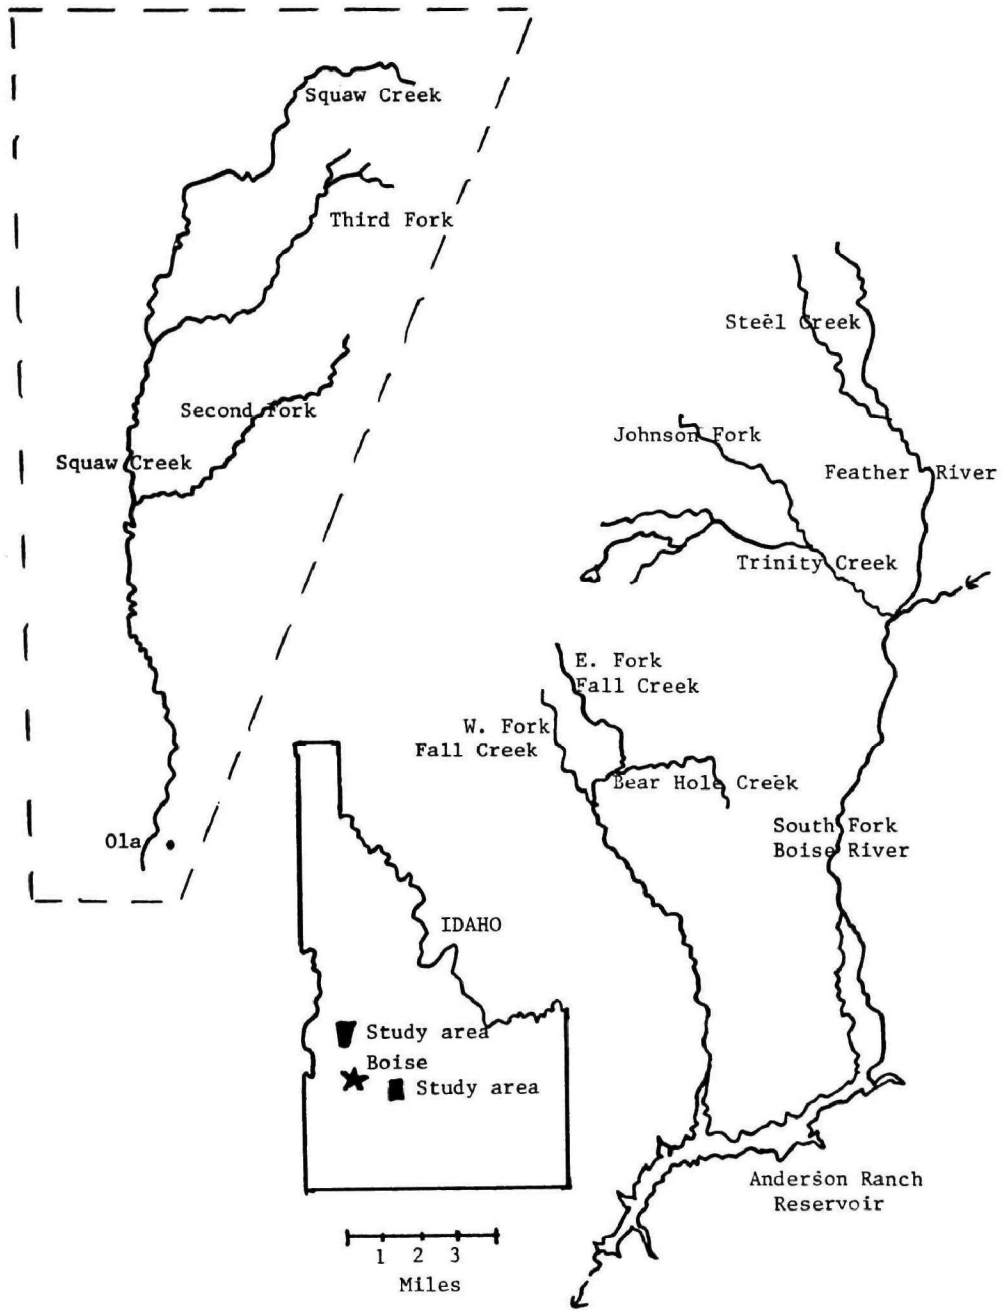 Squaw Creek
Third Fork
Second Fork
Squaw Creek
Ola
Steel Creek
Johnson Fork
Feather River
Trinity Creek
E. Fork
Fall Creek
W. Fork
Fall Creek
Bear Hole Creek
South Fork
Boise River
IDAHO
Study area
Boise
Study area
Anderson Ranch
Reservoir
1 2 3
Miles